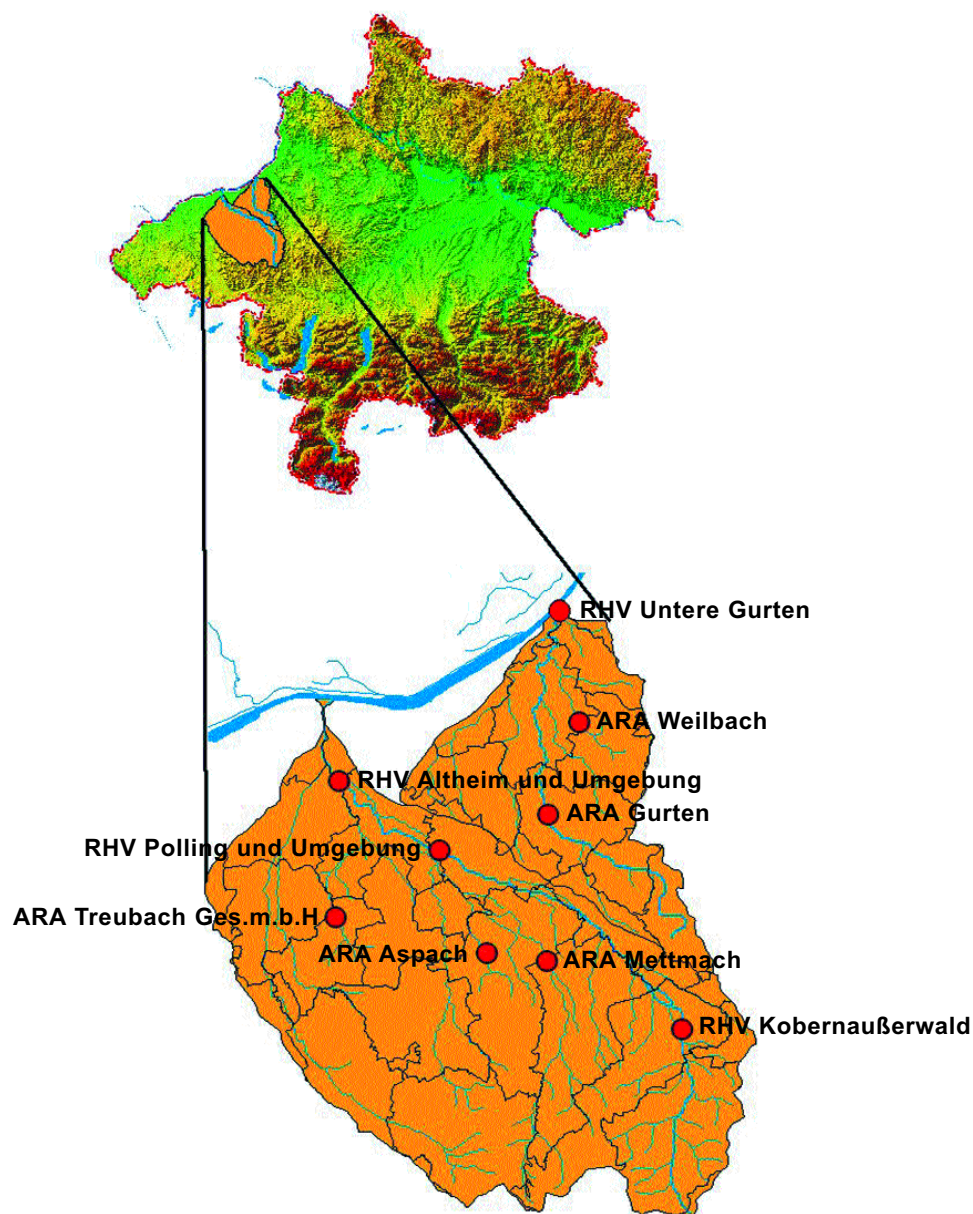 RHV Untere Gurten
ARA Weilbach
RHV Altheim und Umgebung
ARA Gurten
RHV Polling und Umgebung
ARA Treubach Ges.m.b.H
ARA Aspach
ARA Mettmach
RHV Kobernaußerwald